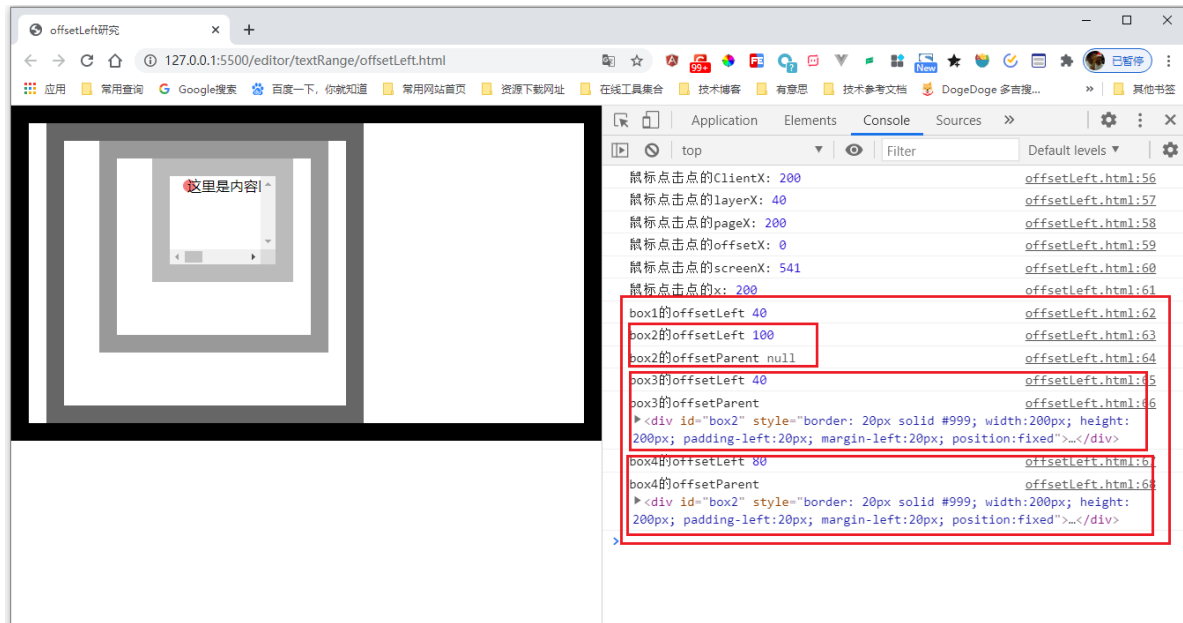 offsetLeft研究
127.0.0.1:5500/editor/textRange/offsetLeft.html
99+
FE
New
已暂停
应用 常用查询 Google搜索 百度一下，你就知道 常用网站首页 资源下载网址 在线工具集合 技术博客 有意思 技术参考文档 DogeDoge 多吉搜... » 其他书签
Application Elements Console Sources »
top Filter Default levels
这里是内容
鼠标点击点的ClientX: 200 offsetLeft.html:56
鼠标点击点的layerX: 40 offsetLeft.html:57
鼠标点击点的pageX: 200 offsetLeft.html:58
鼠标点击点的offsetX: 0 offsetLeft.html:59
鼠标点击点的screenX: 541 offsetLeft.html:60
鼠标点击点的x: 200 offsetLeft.html:61
box1的offsetLeft 40 offsetLeft.html:62
box2的offsetLeft 100 offsetLeft.html:63
box2的offsetParent null offsetLeft.html:64
box3的offsetLeft 40 offsetLeft.html:65
box3的offsetParent offsetLeft.html:66
<div id="box2" style="border: 20px solid #999; width:200px; height:
200px; padding-left:20px; margin-left:20px; position:fixed">…</div>
box4的offsetLeft 80 offsetLeft.html:67
box4的offsetParent offsetLeft.html:68
<div id="box2" style="border: 20px solid #999; width:200px; height:
200px; padding-left:20px; margin-left:20px; position:fixed">…</div>